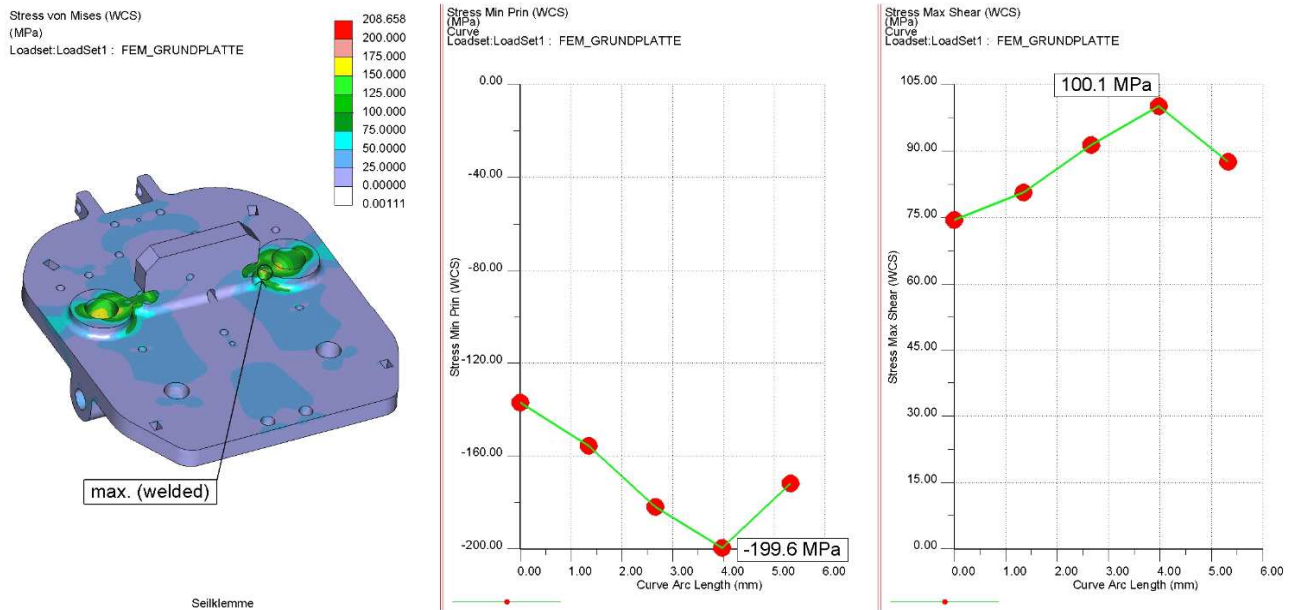 Stress von Mises (WCS)
(MPa)
Loadset:LoadSet1 : FEM_GRUNDPLATTE
208.658
200.000
175.000
150.000
125.000
100.000
75.0000
50.0000
25.0000
0.00000
0.00111
max. (welded)
Seilklemme
Stress Min Prin (WCS)
(MPa)
Curve
Loadset:LoadSet1 : FEM_GRUNDPLATTE
Stress Min Prin (WCS)
0.00
-40.00
-80.00
-120.00
-160.00
-200.00
-199.6 MPa
0.00 1.00 2.00 3.00 4.00 5.00 6.00
Curve Arc Length (mm)
Stress Max Shear (WCS)
(MPa)
Curve
Loadset:LoadSet1 : FEM_GRUNDPLATTE
Stress Max Shear (WCS)
105.00
90.00
75.00
60.00
45.00
30.00
15.00
0.00
100.1 MPa
0.00 1.00 2.00 3.00 4.00 5.00 6.00
Curve Arc Length (mm)